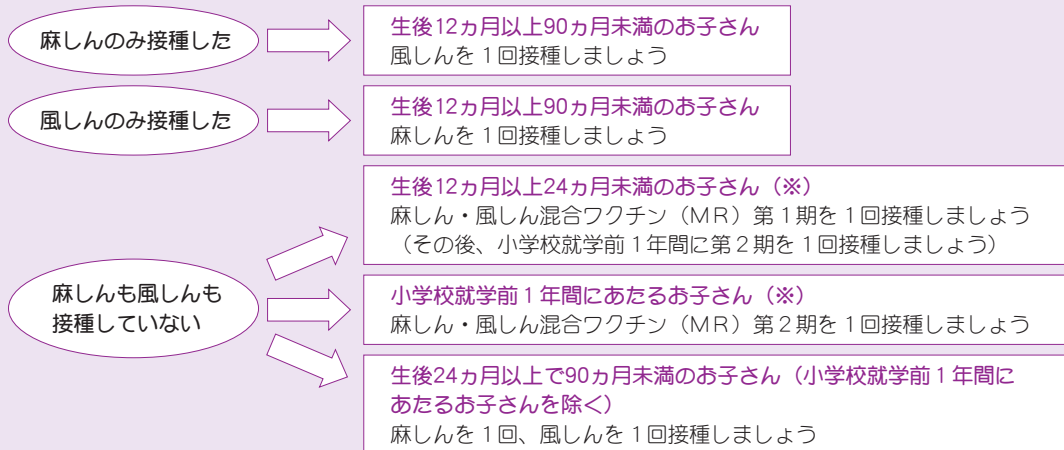 麻しんのみ接種した
生後12ヵ月以上90ヵ月未満のお子さん
風しんを1回接種しましょう
風しんのみ接種した
生後12ヵ月以上90ヵ月未満のお子さん
麻しんを1回接種しましょう
麻しんも風しんも
接種していない
生後12ヵ月以上24ヵ月未満のお子さん（※）
麻しん・風しん混合ワクチン（ＭＲ）第１期を１回接種しましょう
（その後、小学校就学前１年間に第２期を１回接種しましょう）
小学校就学前１年間にあたるお子さん（※）
麻しん・風しん混合ワクチン（ＭＲ）第２期を１回接種しましょう
生後24ヵ月以上で90ヵ月未満のお子さん（小学校就学前１年間に
あたるお子さんを除く）
麻しんを１回、風しんを１回接種しましょう